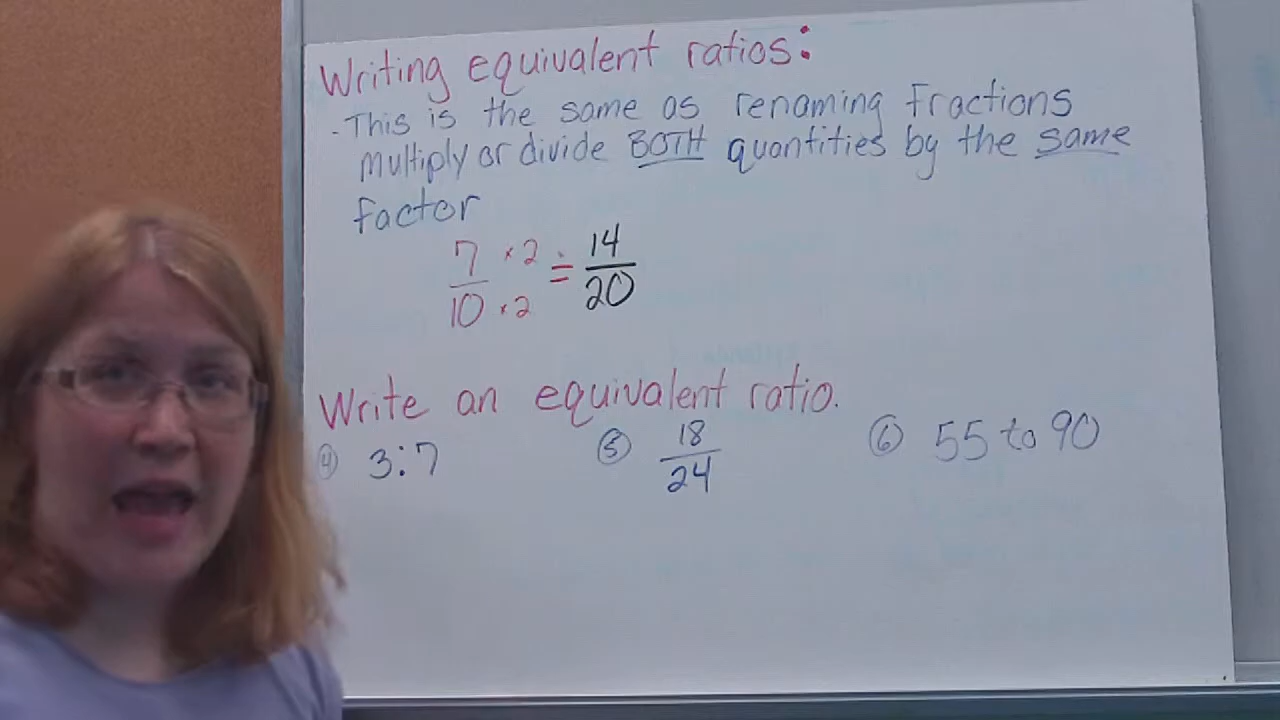 Writing equivalent ratios:
- This is the same as renaming fractions
multiply or divide BOTH quantities by the same
factor
7/10 ×2 ×2 = 14/20
Write an equivalent ratio.
④ 3:7 ⑤ 18/24 ⑥ 55 to 90